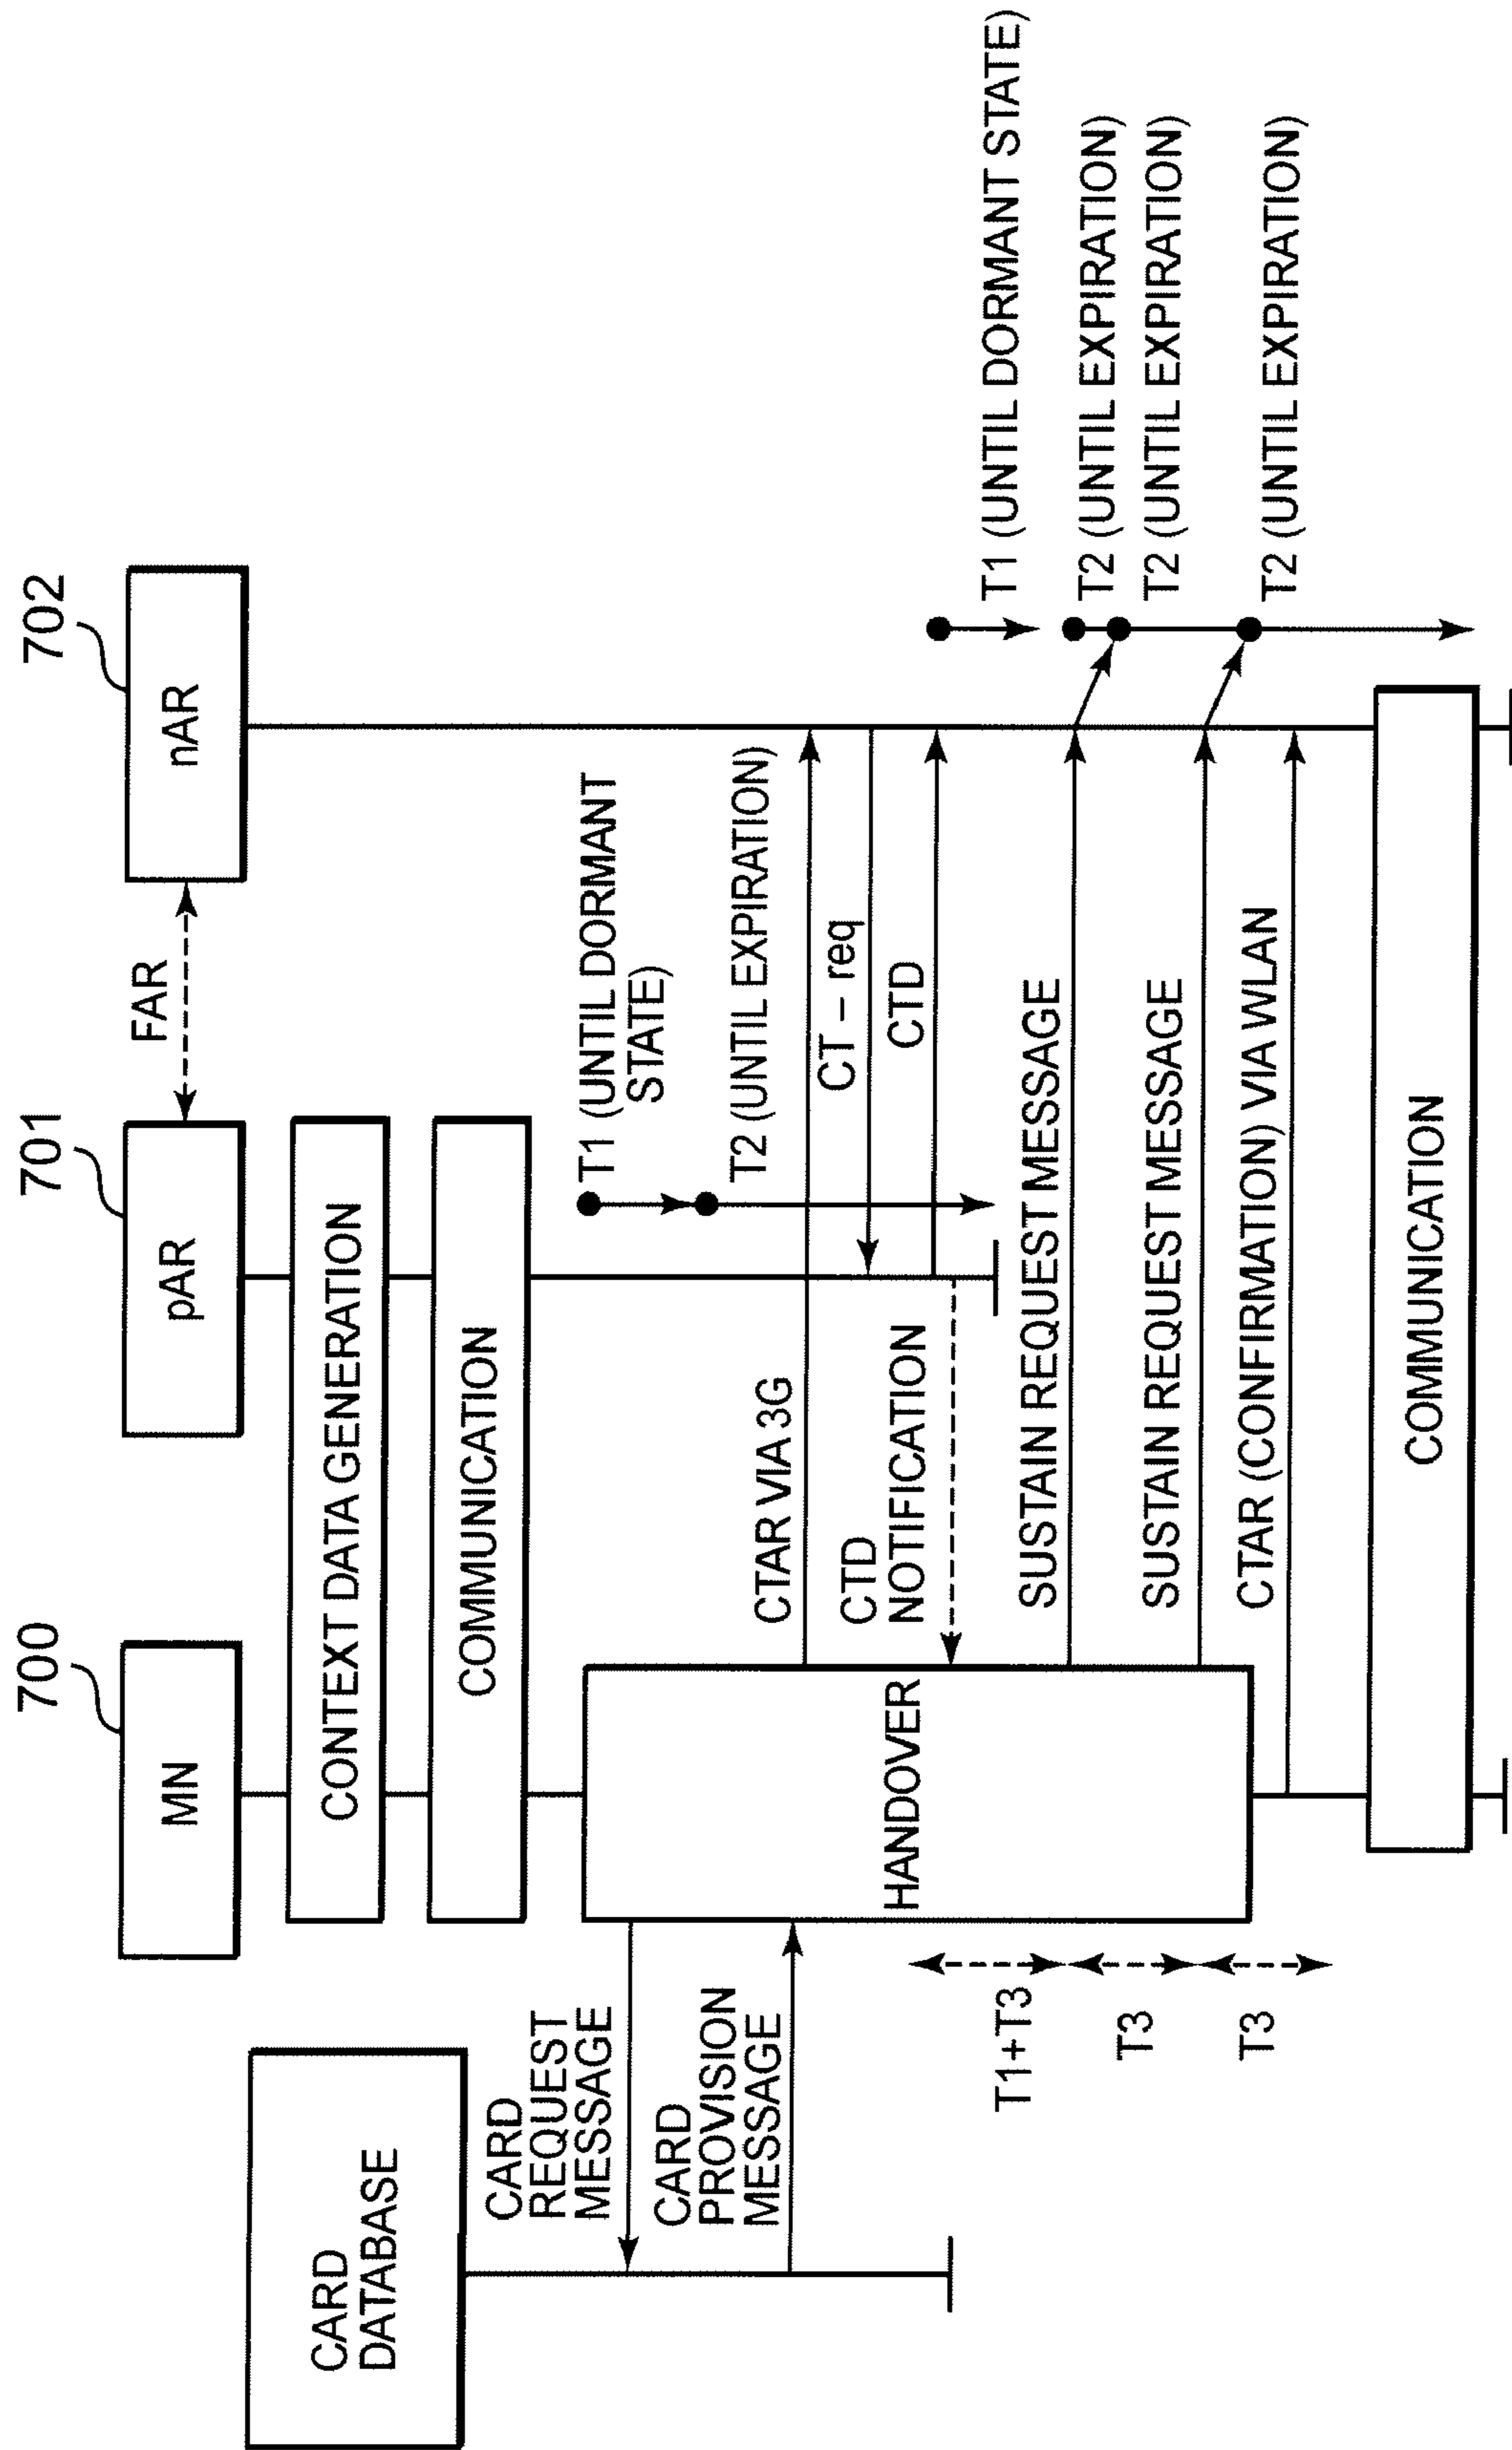 700
701
702
MN
pAR
FAR
nAR
CARD
DATABASE
CONTEXT DATA GENERATION
COMMUNICATION
CARD
REQUEST
MESSAGE
CARD
PROVISION
MESSAGE
HANDOVER
T1 (UNTIL DORMANT
STATE)
T2 (UNTIL EXPIRATION)
CTAR VIA 3G
CT – req
CTD
CTD
NOTIFICATION
T1 (UNTIL DORMANT STATE)
T1+T3
SUSTAIN REQUEST MESSAGE
T2 (UNTIL EXPIRATION)
T2 (UNTIL EXPIRATION)
T3
SUSTAIN REQUEST MESSAGE
T2 (UNTIL EXPIRATION)
T3
CTAR (CONFIRMATION) VIA WLAN
COMMUNICATION